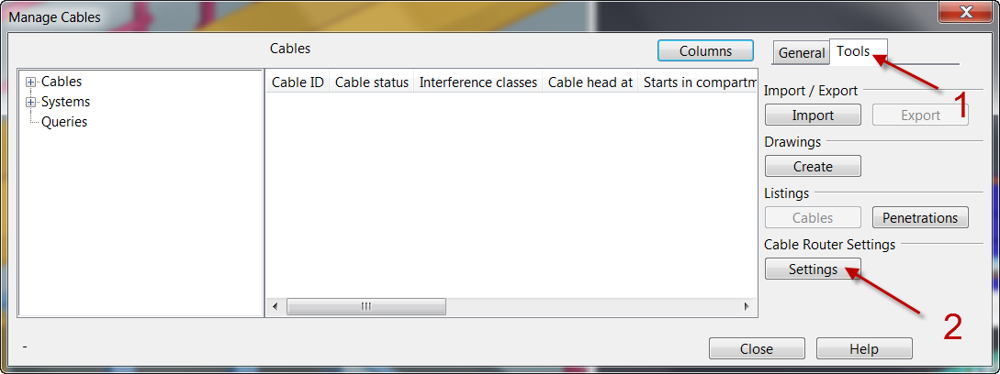 Manage Cables
Cables
Columns
General
Tools
Cables
Systems
Queries
Cable ID
Cable status
Interference classes
Cable head at
Starts in compartm
Import / Export
Import
Export
1
Drawings
Create
Listings
Cables
Penetrations
Cable Router Settings
Settings
2
-
Close
Help